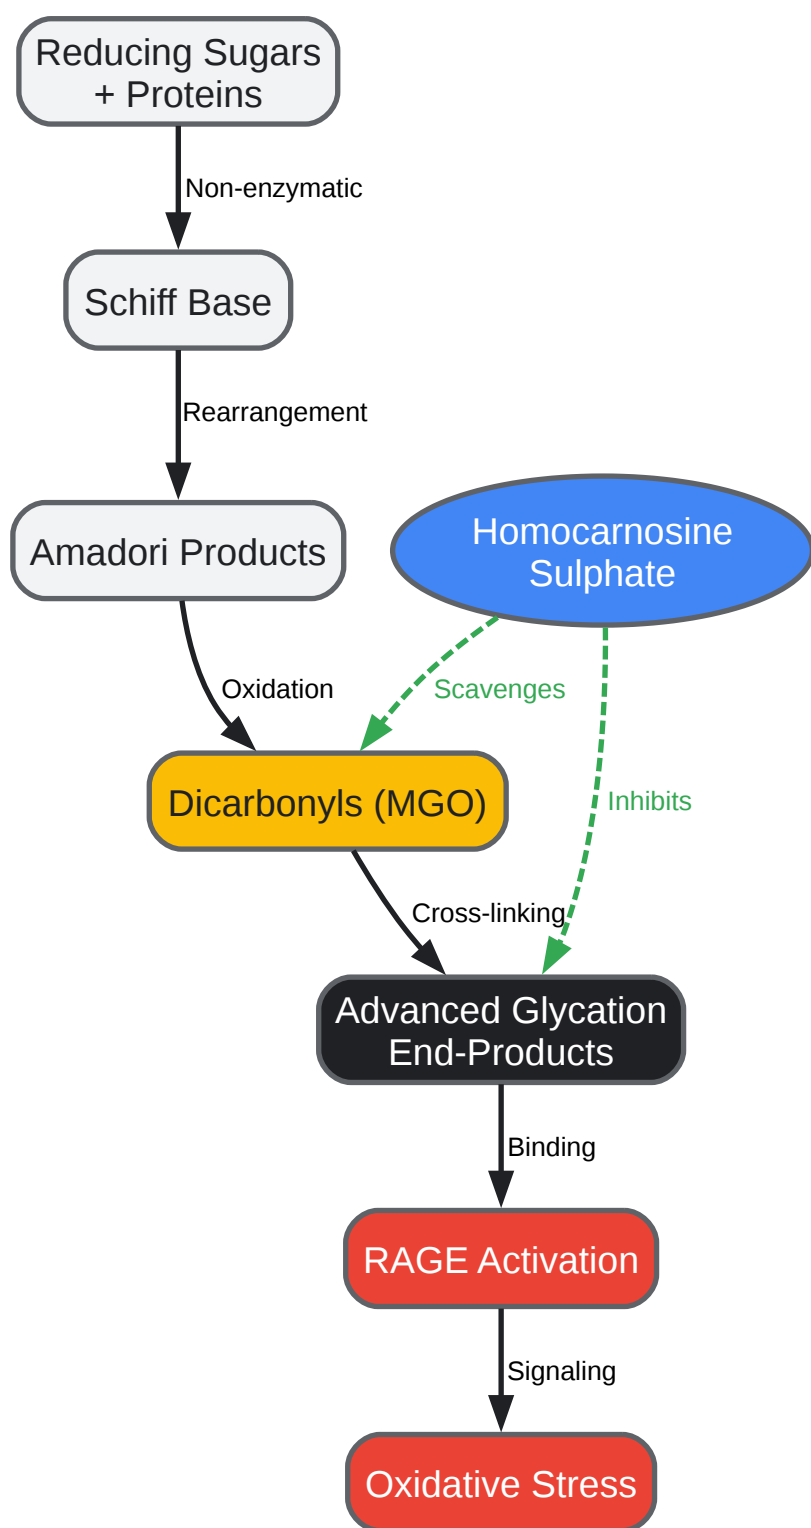 Reducing Sugars
+ Proteins
Non-enzymatic
Schiff Base
Rearrangement
Amadori Products
Homocarnosine
Sulphate
Oxidation
Scavenges
Dicarbonyls (MGO)
Inhibits
Cross-linking
Advanced Glycation
End-Products
Binding
RAGE Activation
Signaling
Oxidative Stress